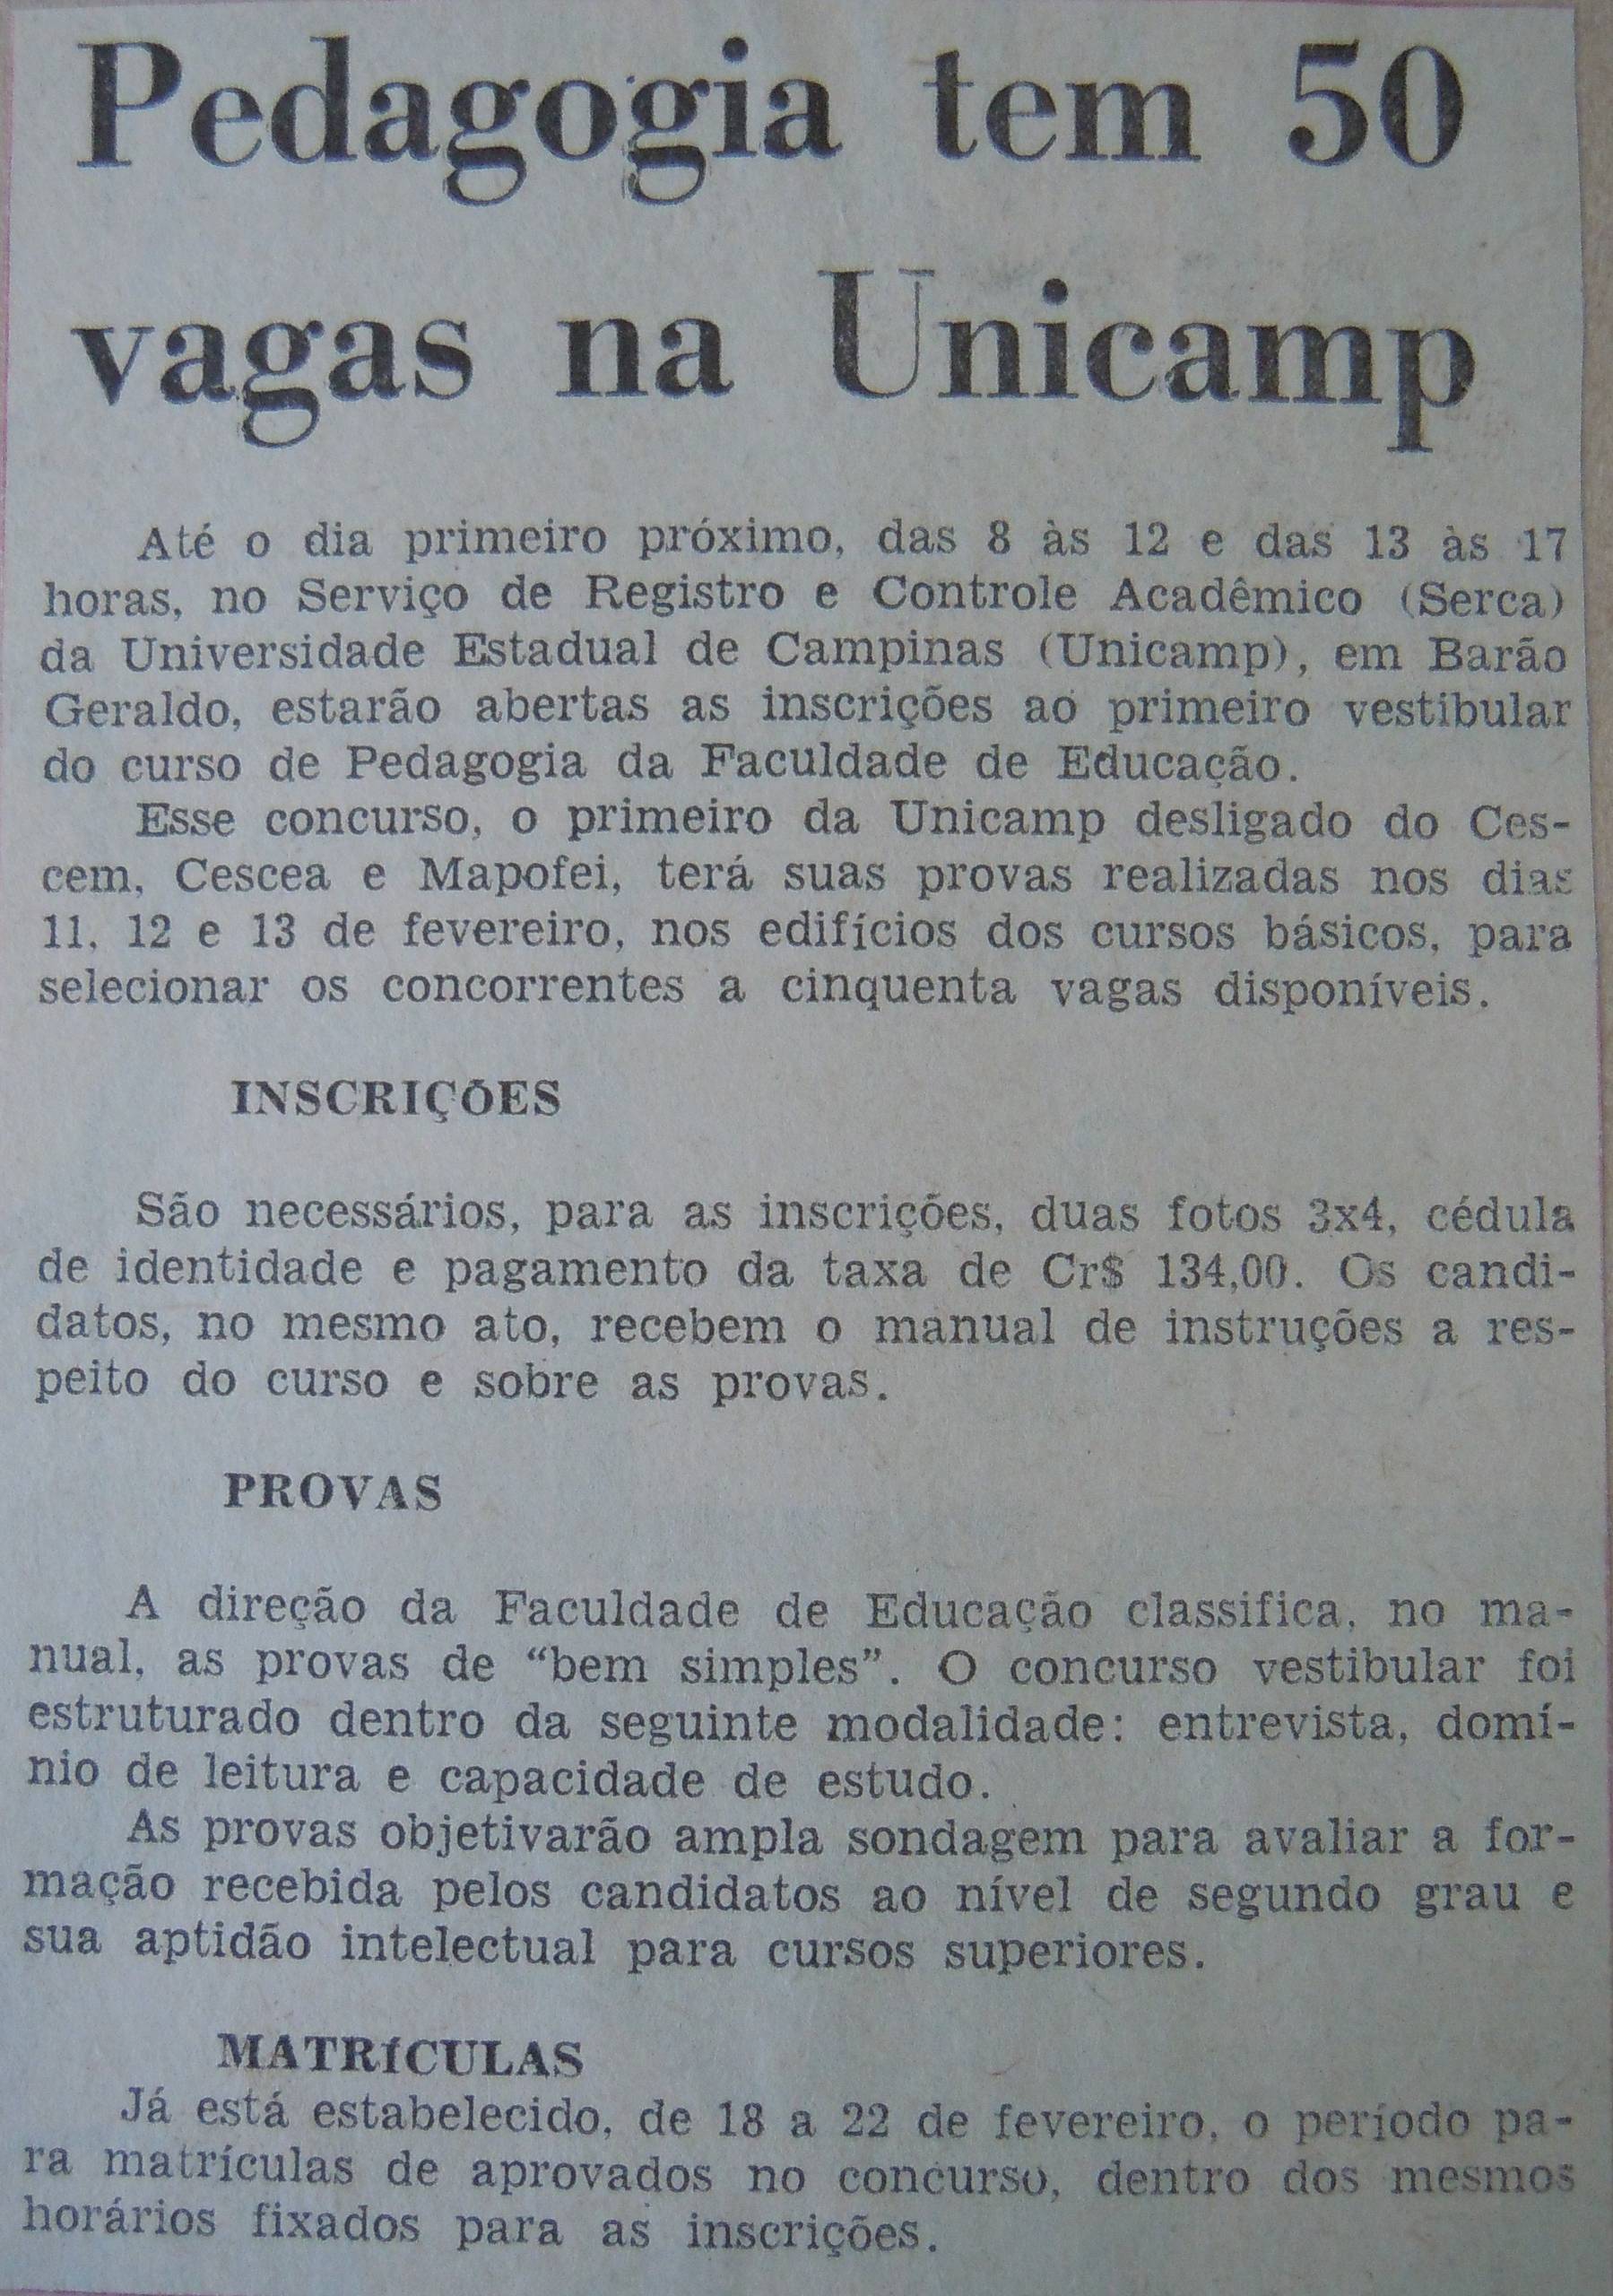 Pedagogia tem 50
vagas na Unicamp
Até o dia primeiro próximo, das 8 às 12 e das 13 às 17
horas, no Serviço de Registro e Controle Acadêmico (Serca)
da Universidade Estadual de Campinas (Unicamp), em Barão
Geraldo, estarão abertas as inscrições ao primeiro vestibular
do curso de Pedagogia da Faculdade de Educação.
Esse concurso, o primeiro da Unicamp desligado do Ces-
cem, Cescea e Mapofei, terá suas provas realizadas nos dias
11, 12 e 13 de fevereiro, nos edifícios dos cursos básicos, para
selecionar os concorrentes a cinquenta vagas disponíveis.
INSCRIÇÕES
São necessários, para as inscrições, duas fotos 3x4, cédula
de identidade e pagamento da taxa de Cr$ 134,00. Os candi-
datos, no mesmo ato, recebem o manual de instruções a res-
peito do curso e sobre as provas.
PROVAS
A direção da Faculdade de Educação classifica, no ma-
nual, as provas de “bem simples”. O concurso vestibular foi
estruturado dentro da seguinte modalidade: entrevista, domí-
nio de leitura e capacidade de estudo.
As provas objetivarão ampla sondagem para avaliar a for-
mação recebida pelos candidatos ao nível de segundo grau e
sua aptidão intelectual para cursos superiores.
MATRÍCULAS
Já está estabelecido, de 18 a 22 de fevereiro, o período pa-
ra matrículas de aprovados no concurso, dentro dos mesmos
horários fixados para as inscrições.